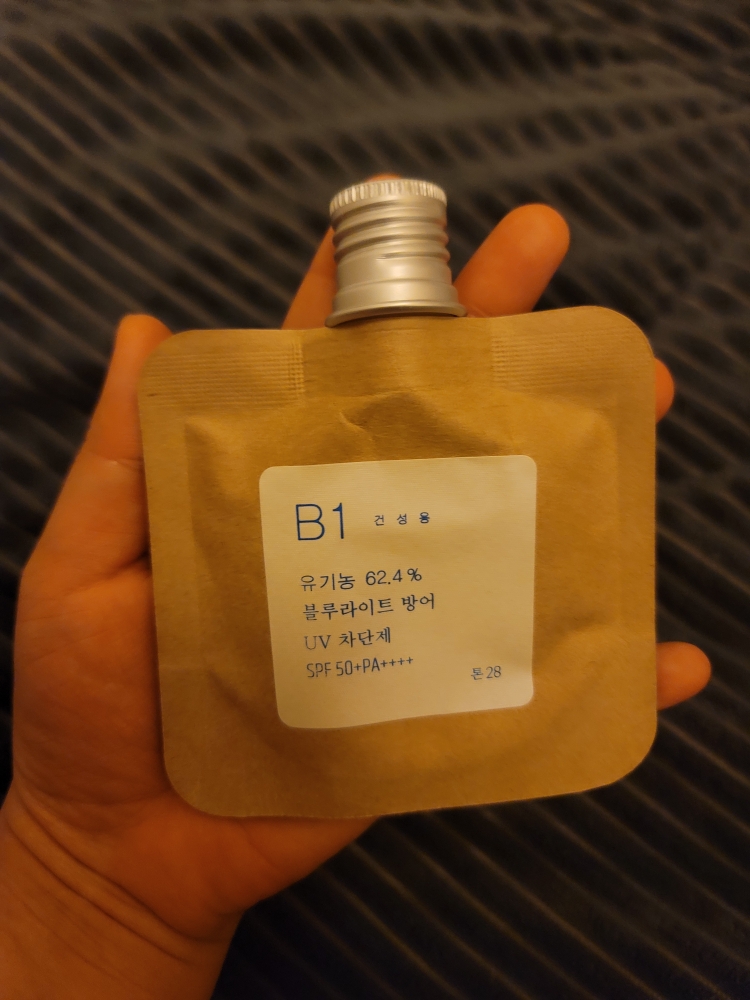 B1 건성용
유기농 62.4%
블루라이트 방어
UV 차단제
SPF 50+PA++++
톤28